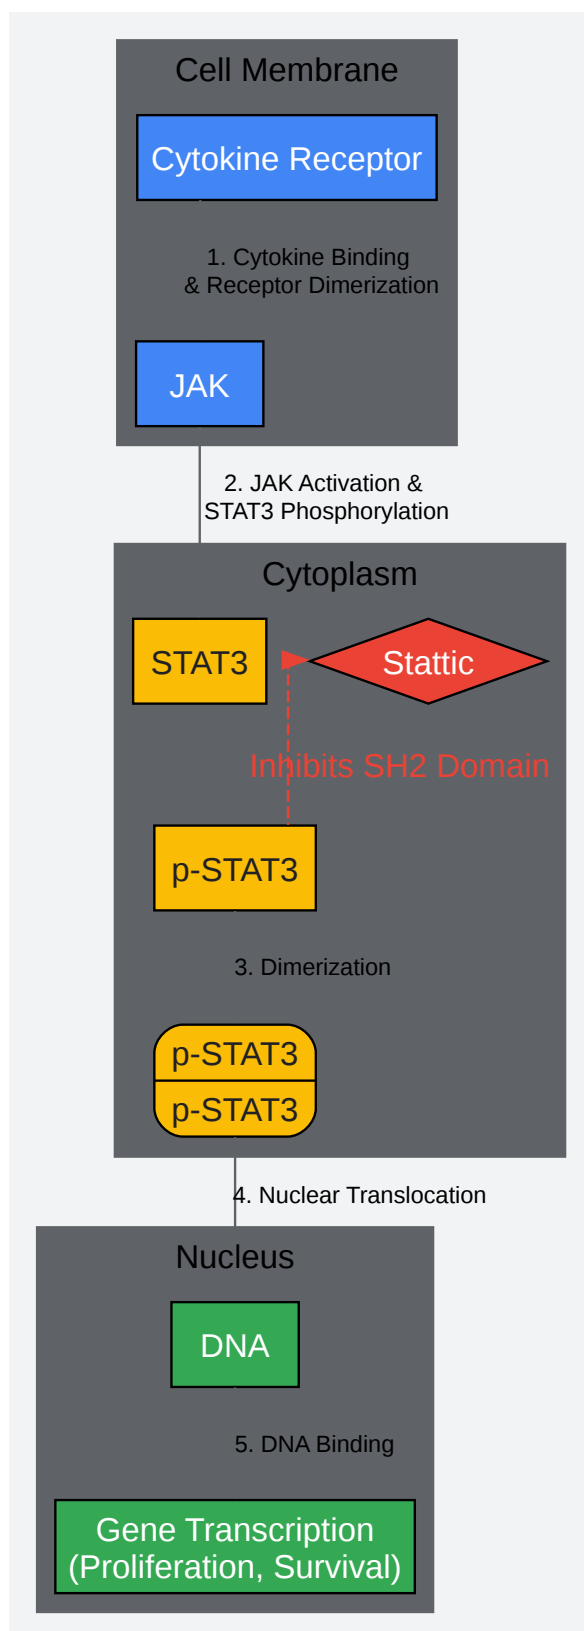 Cell Membrane
Cytokine Receptor
1. Cytokine Binding
& Receptor Dimerization
JAK
2. JAK Activation &
STAT3 Phosphorylation
Cytoplasm
STAT3
Stattic
Inhibits SH2 Domain
p-STAT3
3. Dimerization
p-STAT3
p-STAT3
4. Nuclear Translocation
Nucleus
DNA
5. DNA Binding
Gene Transcription
(Proliferation, Survival)